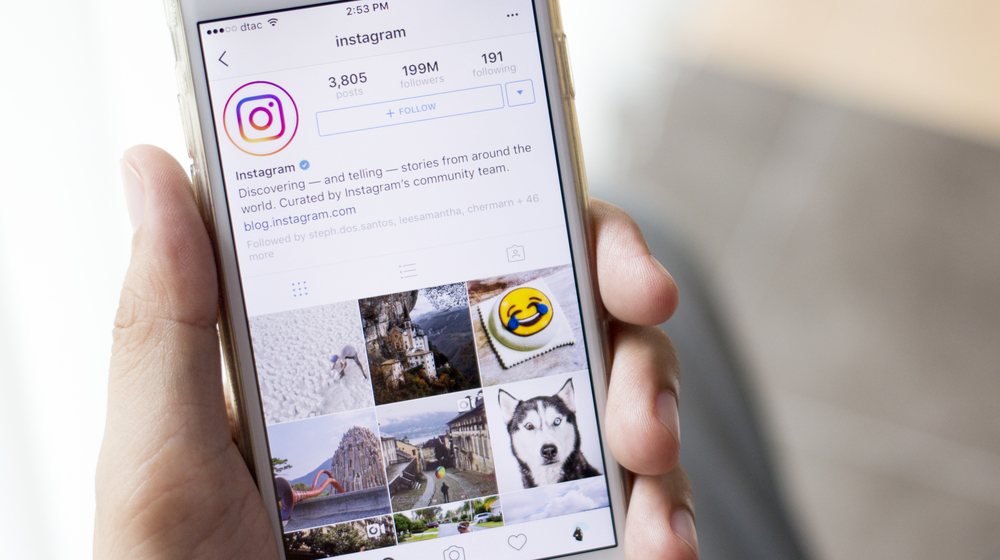 dtac 2:53 PM
instagram
3,805 199M 191
posts followers following
+ FOLLOW
Instagram
Discovering — and telling — stories from around the
world. Curated by Instagram's community team.
blog.instagram.com
Followed by steph.dos.santos, leesamantha, chermarn + 46
more